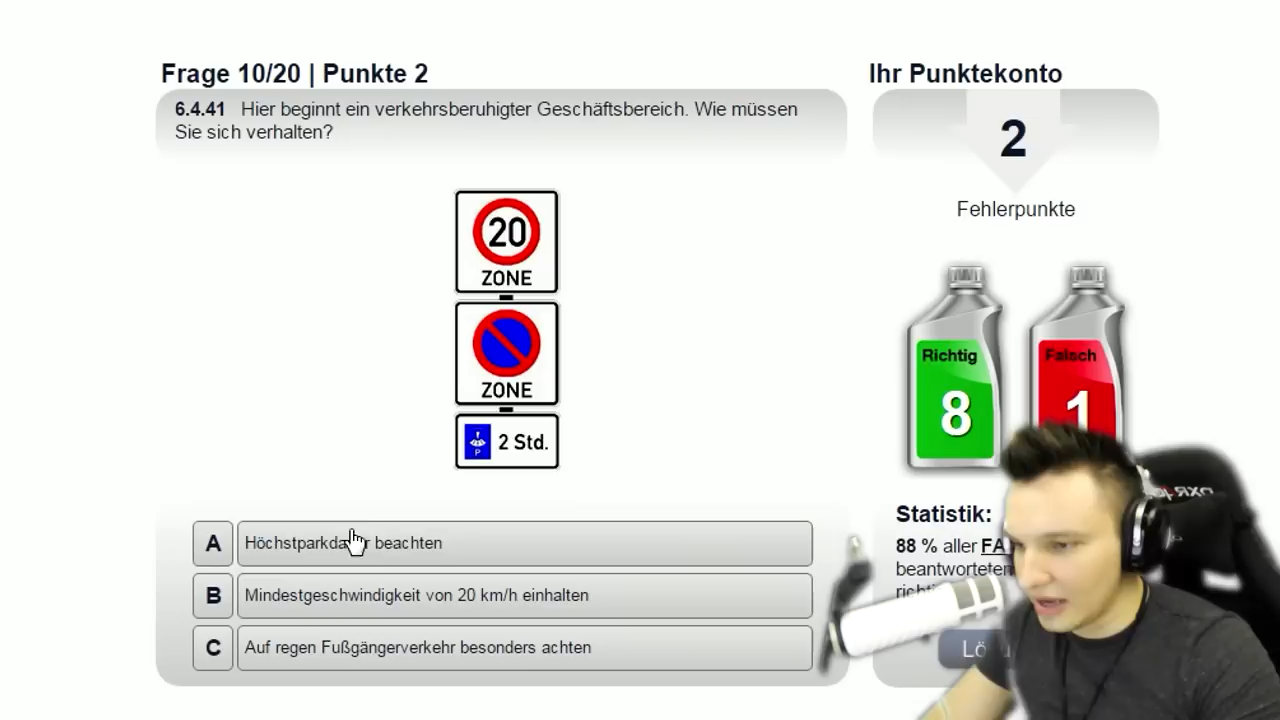 Frage 10/20 | Punkte 2
6.4.41 Hier beginnt ein verkehrsberuhigter Geschäftsbereich. Wie müssen
Sie sich verhalten?
20
ZONE
ZONE
P 2 Std.
A Höchstparkdauer beachten
B Mindestgeschwindigkeit von 20 km/h einhalten
C Auf regen Fußgängerverkehr besonders achten
Ihr Punktekonto
2
Fehlerpunkte
Richtig
8
Falsch
1
Statistik:
88 % aller
beantworteten